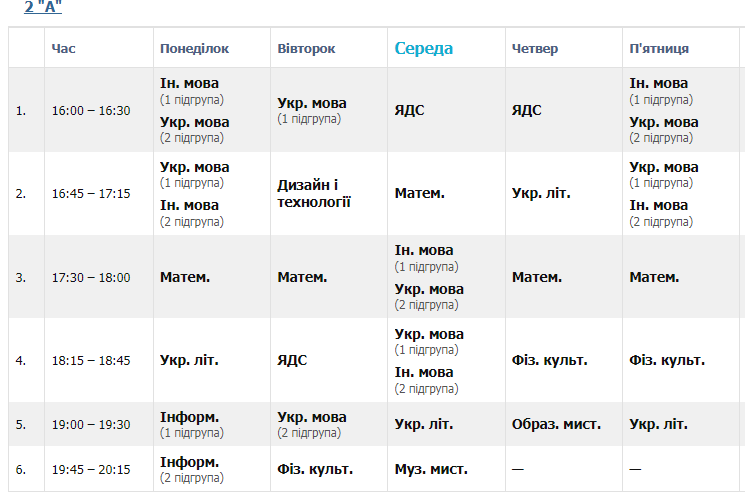 2 "А"
Час Понеділок Вівторок Середа Четвер П'ятниця
1. 16:00 – 16:30
Ін. мова
(1 підгрупа)
Укр. мова
(2 підгрупа)
Укр. мова
(1 підгрупа)
ЯДС
ЯДС
Ін. мова
(1 підгрупа)
Укр. мова
(2 підгрупа)
2. 16:45 – 17:15
Укр. мова
(1 підгрупа)
Ін. мова
(2 підгрупа)
Дизайн і
технології
Матем.
Укр. літ.
Укр. мова
(1 підгрупа)
Ін. мова
(2 підгрупа)
3. 17:30 – 18:00
Матем.
Матем.
Ін. мова
(1 підгрупа)
Укр. мова
(2 підгрупа)
Матем.
Матем.
4. 18:15 – 18:45
Укр. літ.
ЯДС
Укр. мова
(1 підгрупа)
Ін. мова
(2 підгрупа)
Фіз. культ.
Фіз. культ.
5. 19:00 – 19:30
Інформ.
(1 підгрупа)
Укр. мова
(2 підгрупа)
Укр. літ.
Образ. мист.
Укр. літ.
6. 19:45 – 20:15
Інформ.
(2 підгрупа)
Фіз. культ.
Муз. мист.
—
—